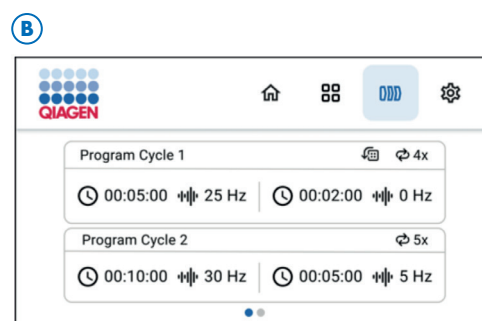 B
QIAGEN
ODD
Program Cycle 1 4x
00:05:00 25 Hz 00:02:00 0 Hz
Program Cycle 2 5x
00:10:00 30 Hz 00:05:00 5 Hz